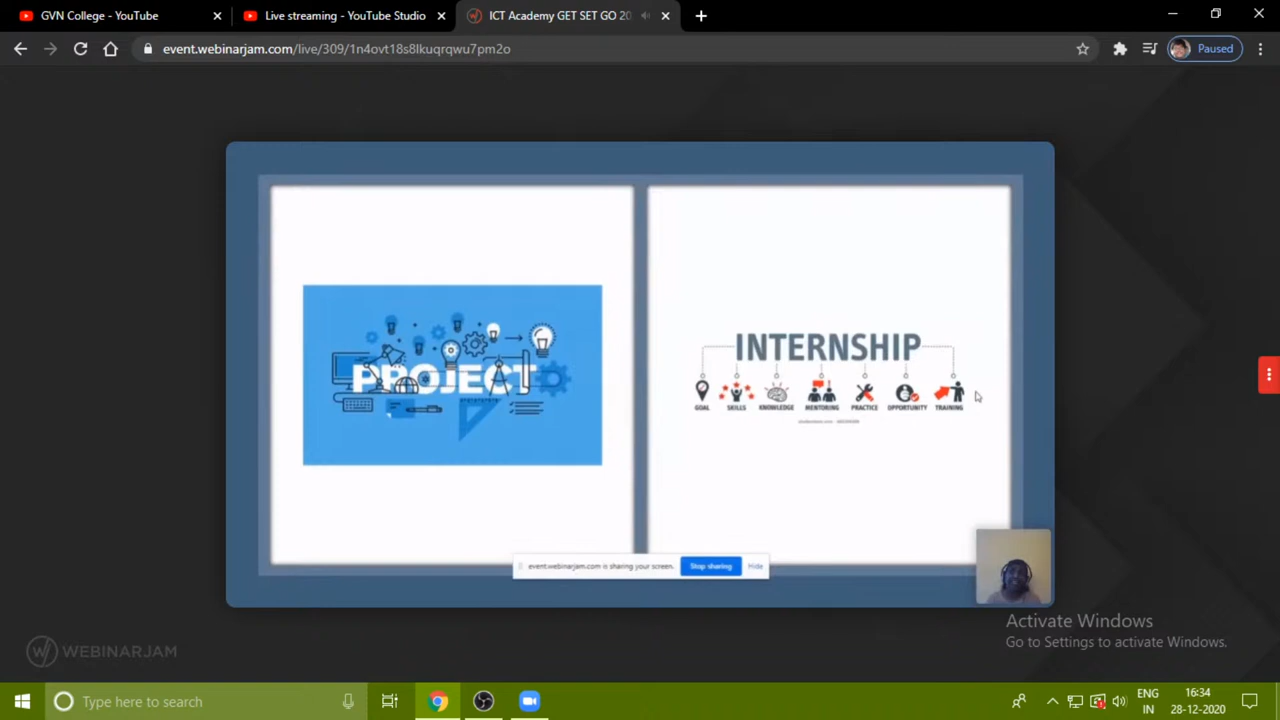 GVN College - YouTube
Live streaming - YouTube Studio
ICT Academy GET SET GO 20
event.webinarjam.com/live/309/1n4ovt18s8lkuqrqwu7pm2o
Paused
PROJECT
INTERNSHIP
GOAL SKILLS KNOWLEDGE MENTORING PRACTICE OPPORTUNITY TRAINING
event.webinarjam.com is sharing your screen. Stop sharing Hide
Activate Windows
Go to Settings to activate Windows.
WEBINARJAM
Type here to search
ENG
IN
16:34
28-12-2020